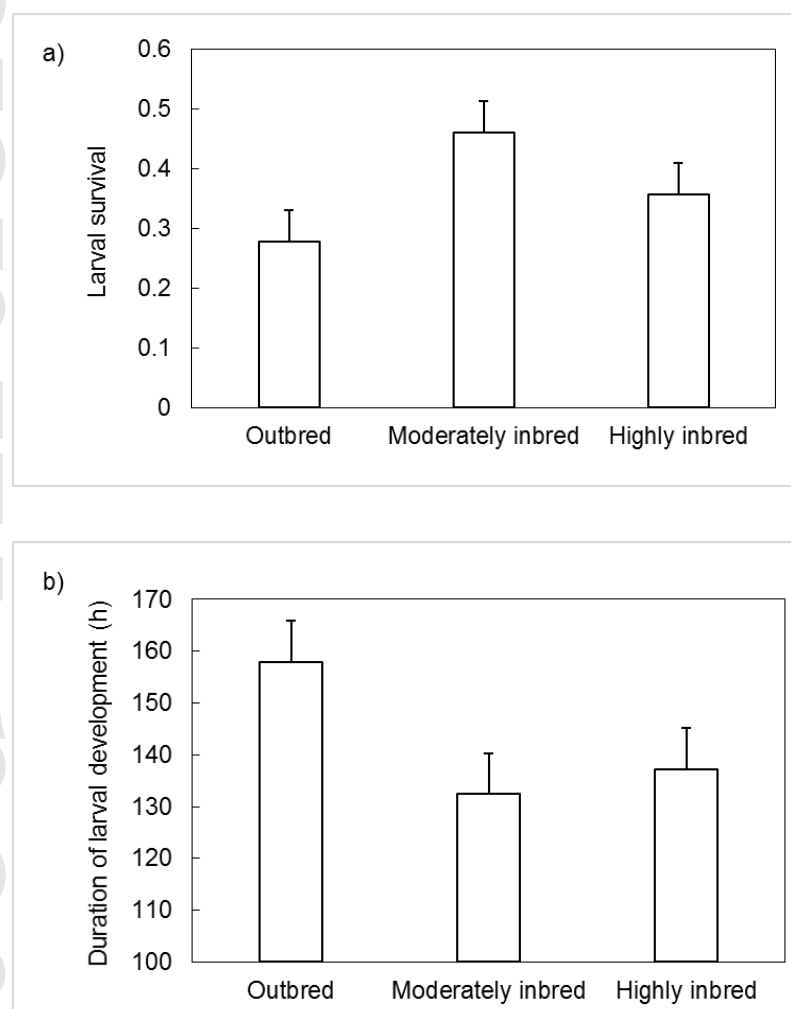 a)
Larval survival
0.6
0.5
0.4
0.3
0.2
0.1
0
Outbred Moderately inbred Highly inbred
b)
Duration of larval development (h)
170
160
150
140
130
120
110
100
Outbred Moderately inbred Highly inbred